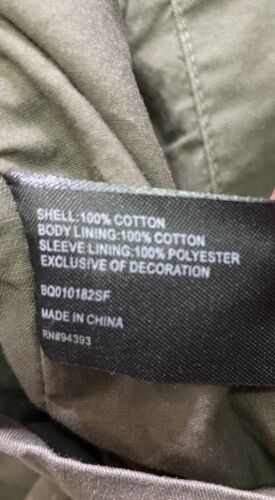 SHELL:100% COTTON
BODY LINING:100% COTTON
SLEEVE LINING:100% POLYESTER
EXCLUSIVE OF DECORATION
BQ010182SF
MADE IN CHINA
RN#94393